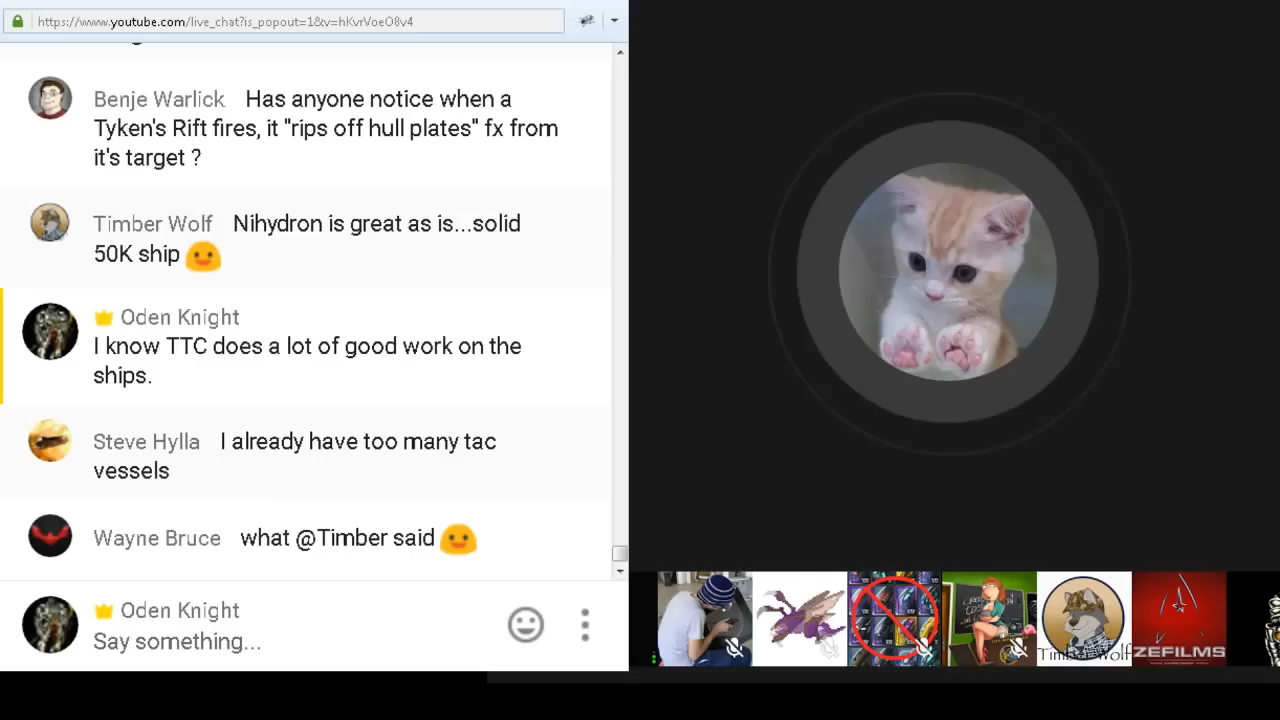 https://www.youtube.com/live_chat?is_popout=1&v=hKvrVoeO8v4
Benje Warlick Has anyone notice when a
Tyken's Rift fires, it "rips off hull plates" fx from
it's target ?
Timber Wolf Nihydron is great as is...solid
50K ship
Oden Knight
I know TTC does a lot of good work on the
ships.
Steve Hylla I already have too many tac
vessels
Wayne Bruce what @Timber said
Oden Knight
Say something...
Timber Wolf
ZEFILMS